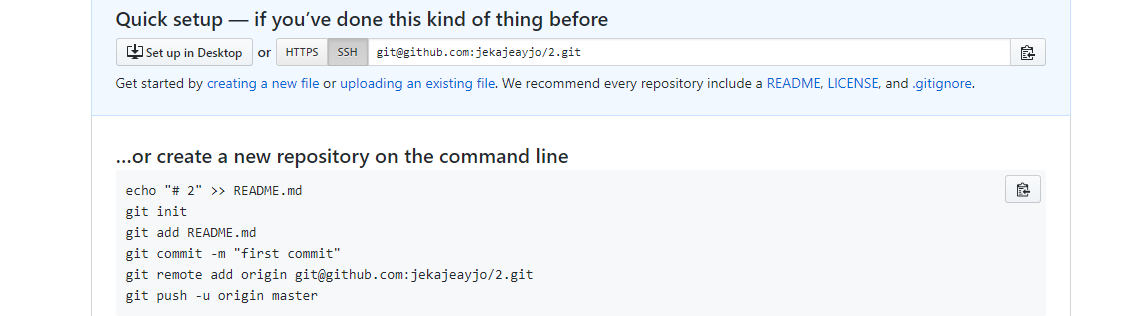 Quick setup — if you’ve done this kind of thing before
Set up in Desktop or HTTPS SSH git@github.com:jekajeayjo/2.git
Get started by creating a new file or uploading an existing file. We recommend every repository include a README, LICENSE, and .gitignore.
…or create a new repository on the command line
echo "# 2" >> README.md
git init
git add README.md
git commit -m "first commit"
git remote add origin git@github.com:jekajeayjo/2.git
git push -u origin master